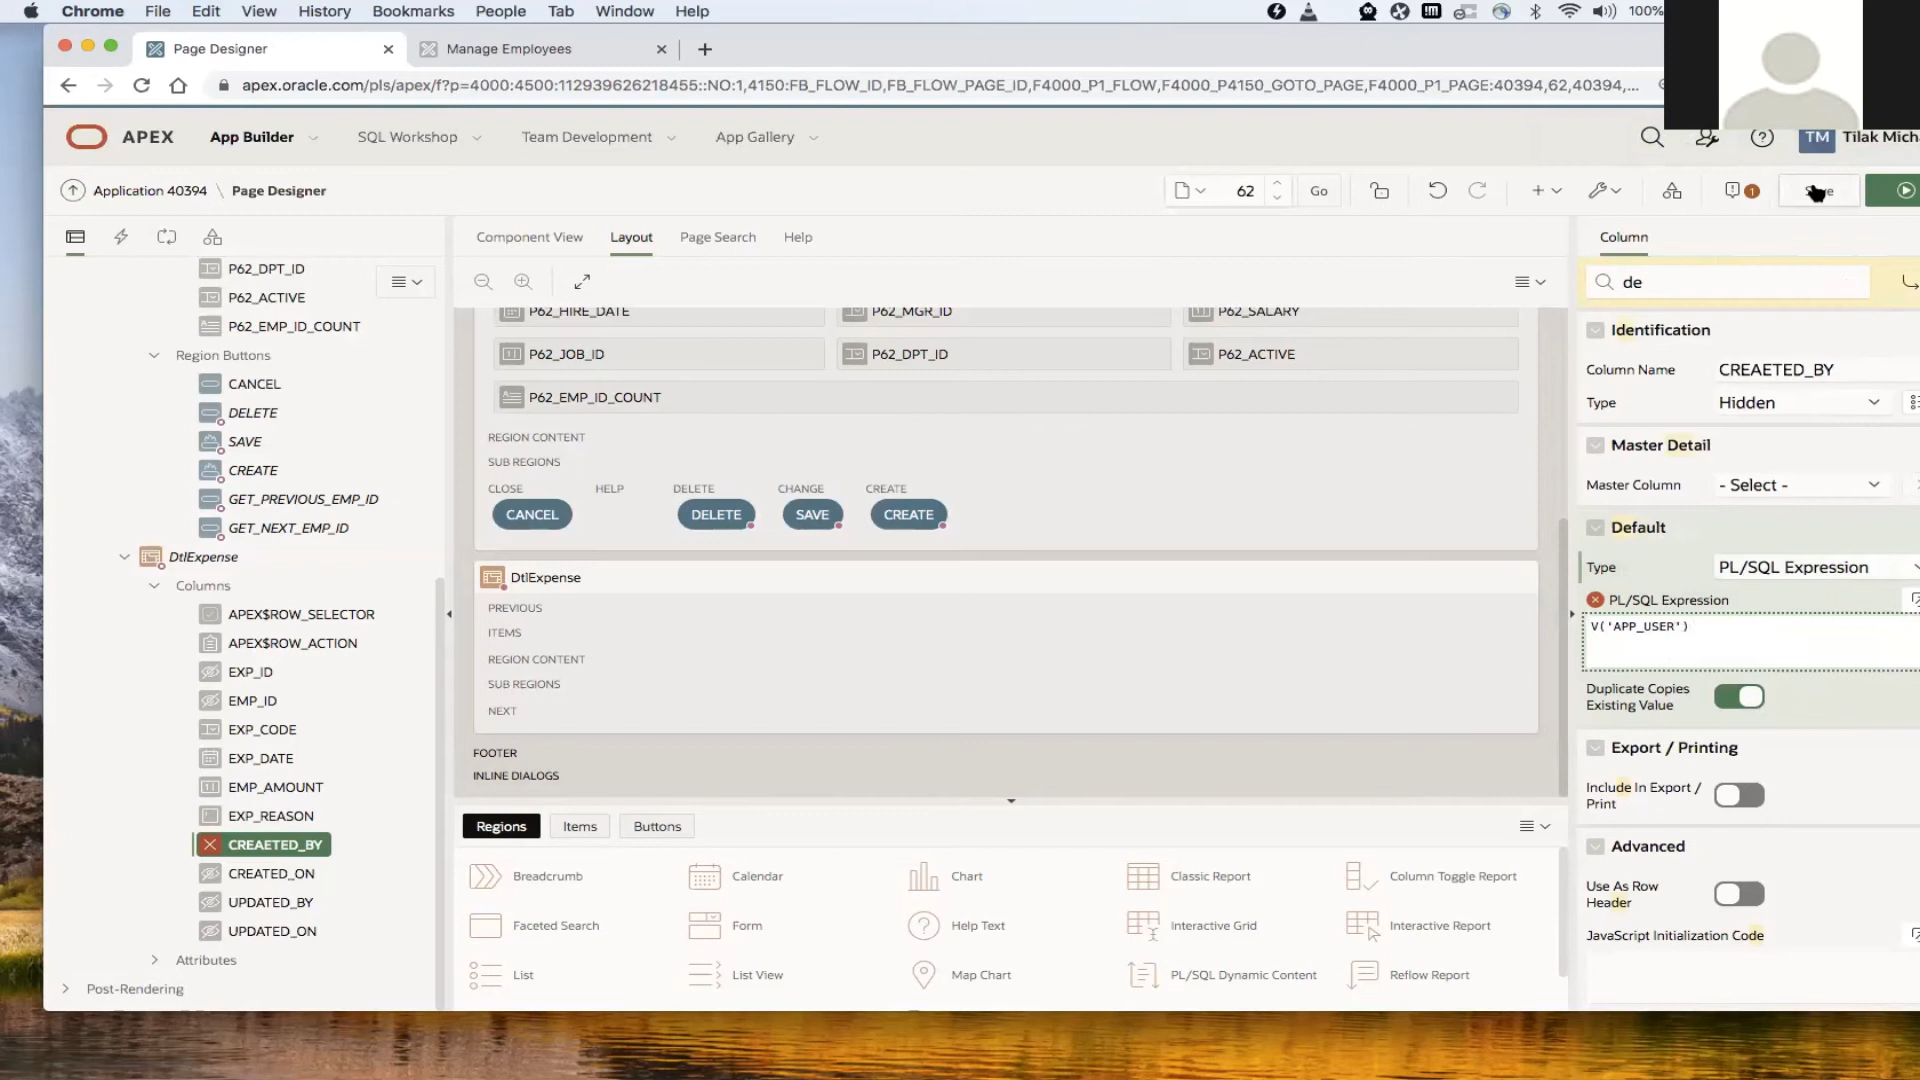 Chrome File Edit View History Bookmarks People Tab Window Help 100%
Page Designer Manage Employees
apex.oracle.com/pls/apex/f?p=4000:4500:112939626218455::NO:1,4150:FB_FLOW_ID,FB_FLOW_PAGE_ID,F4000_P1_FLOW,F4000_P4150_GOTO_PAGE,F4000_P1_PAGE:40394,62,40394,...
APEX App Builder SQL Workshop Team Development App Gallery TM Tilak Micha
Application 40394 \ Page Designer 62 Go 1
Component View Layout Page Search Help Column
de
P62_DPT_ID
P62_ACTIVE
P62_EMP_ID_COUNT
Region Buttons
CANCEL
DELETE
SAVE
CREATE
GET_PREVIOUS_EMP_ID
GET_NEXT_EMP_ID
DtlExpense
Columns
APEX$ROW_SELECTOR
APEX$ROW_ACTION
EXP_ID
EMP_ID
EXP_CODE
EXP_DATE
EMP_AMOUNT
EXP_REASON
CREAETED_BY
CREATED_ON
UPDATED_BY
UPDATED_ON
Attributes
Post-Rendering
P62_HIRE_DATE P62_MGR_ID P62_SALARY
P62_JOB_ID P62_DPT_ID P62_ACTIVE
P62_EMP_ID_COUNT
REGION CONTENT
SUB REGIONS
CLOSE HELP DELETE CHANGE CREATE
CANCEL DELETE SAVE CREATE
DtlExpense
PREVIOUS
ITEMS
REGION CONTENT
SUB REGIONS
NEXT
FOOTER
INLINE DIALOGS
Regions Items Buttons
Breadcrumb Calendar Chart Classic Report Column Toggle Report
Faceted Search Form Help Text Interactive Grid Interactive Report
List List View Map Chart PL/SQL Dynamic Content Reflow Report
Identification
Column Name CREAETED_BY
Type Hidden
Master Detail
Master Column - Select -
Default
Type PL/SQL Expression
PL/SQL Expression
V('APP_USER')
Duplicate Copies
Existing Value
Export / Printing
Include In Export /
Print
Advanced
Use As Row
Header
JavaScript Initialization Code